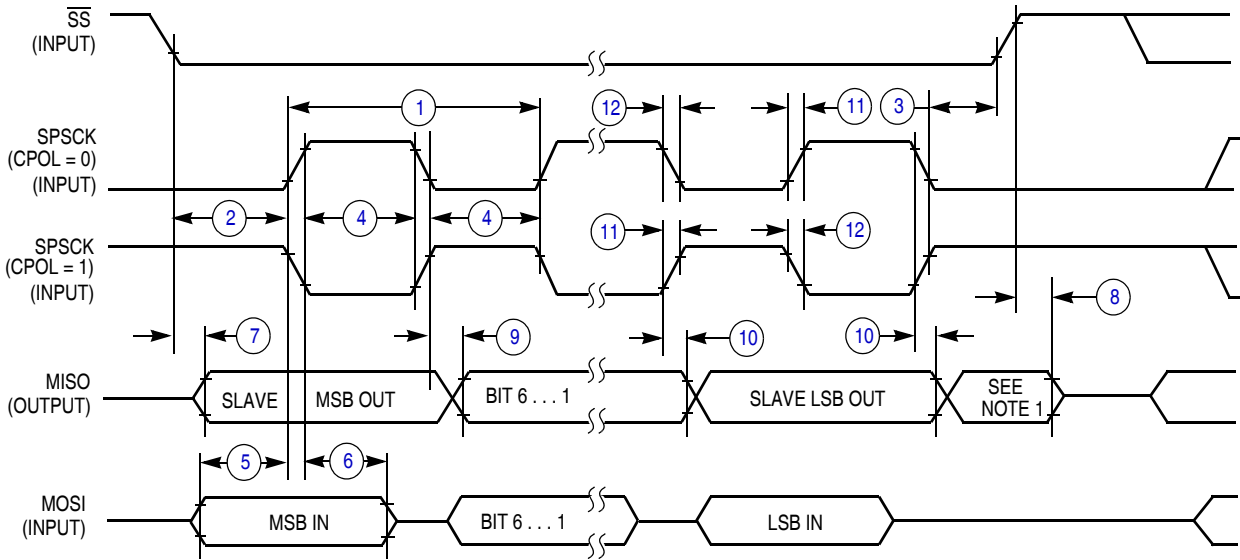 SS
(INPUT)
1
12
11
3
SPSCK
(CPOL = 0)
(INPUT)
2
4
4
11
12
SPSCK
(CPOL = 1)
(INPUT)
7
9
10
10
8
MISO
(OUTPUT)
SLAVE MSB OUT
BIT 6 . . . 1
SLAVE LSB OUT
SEE
NOTE 1
5
6
MOSI
(INPUT)
MSB IN
BIT 6 . . . 1
LSB IN